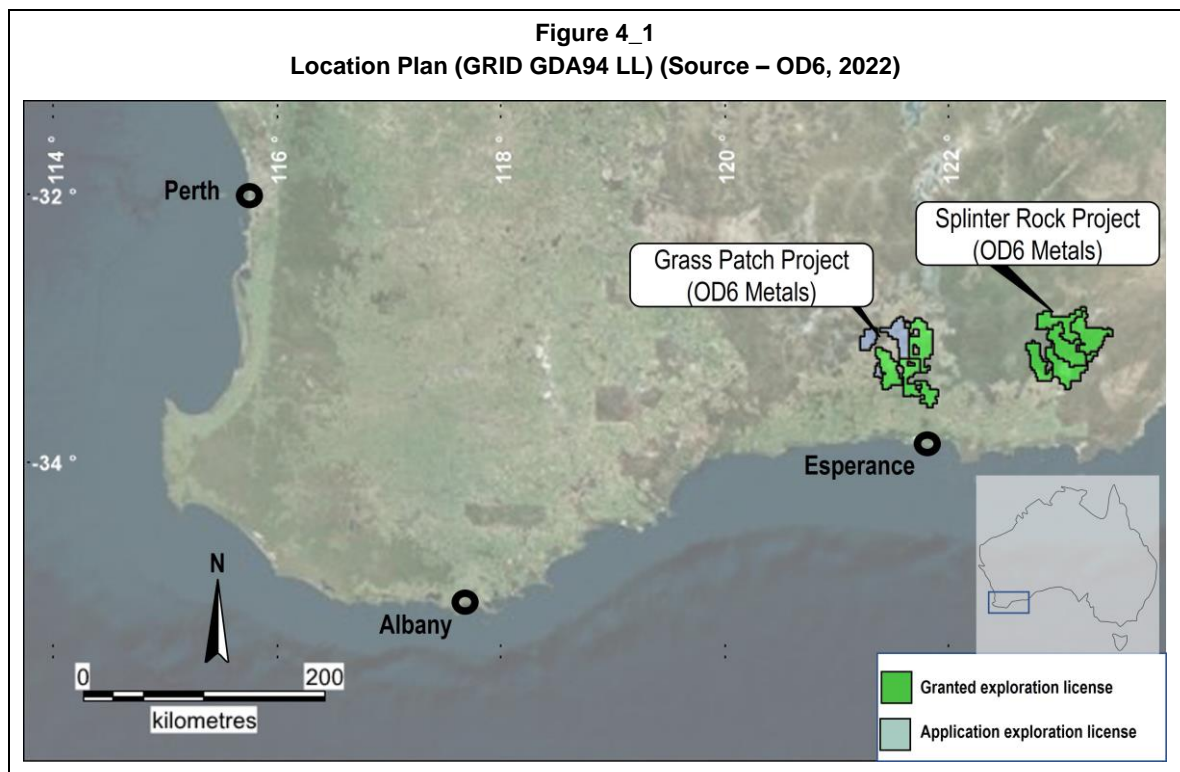 Figure 4_1
Location Plan (GRID GDA94 LL) (Source – OD6, 2022)
114 °
116 °
118 °
120 °
122 °
-32 °
Perth
Splinter Rock Project
(OD6 Metals)
Grass Patch Project
(OD6 Metals)
-34 °
Esperance
N
Albany
0
200
kilometres
Granted exploration license
Application exploration license